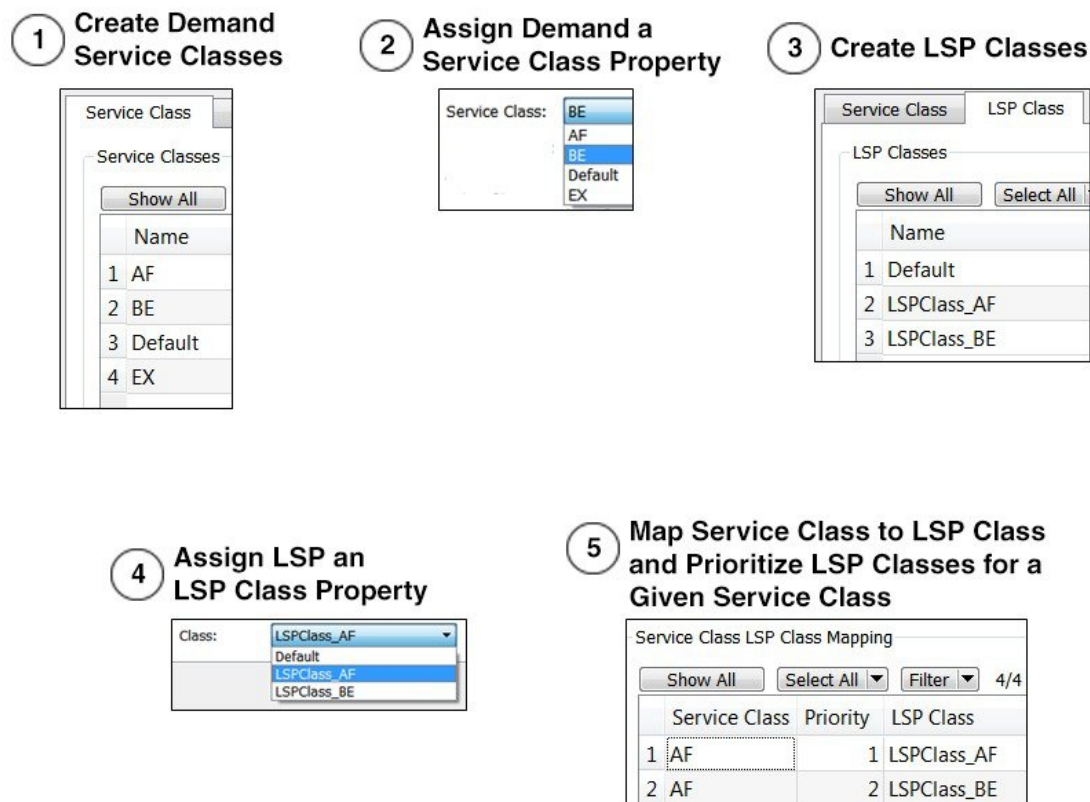 1
Create Demand
Service Classes
Service Class
Service Classes
Show All
Name
1 AF
2 BE
3 Default
4 EX
2
Assign Demand a
Service Class Property
Service Class: BE
AF
BE
Default
EX
3
Create LSP Classes
Service Class LSP Class
LSP Classes
Show All Select All
Name
1 Default
2 LSPClass_AF
3 LSPClass_BE
4
Assign LSP an
LSP Class Property
Class: LSPClass_AF
Default
LSPClass_AF
LSPClass_BE
5
Map Service Class to LSP Class
and Prioritize LSP Classes for a
Given Service Class
Service Class LSP Class Mapping
Show All Select All Filter 4/4
Service Class Priority LSP Class
1 AF 1 LSPClass_AF
2 AF 2 LSPClass_BE